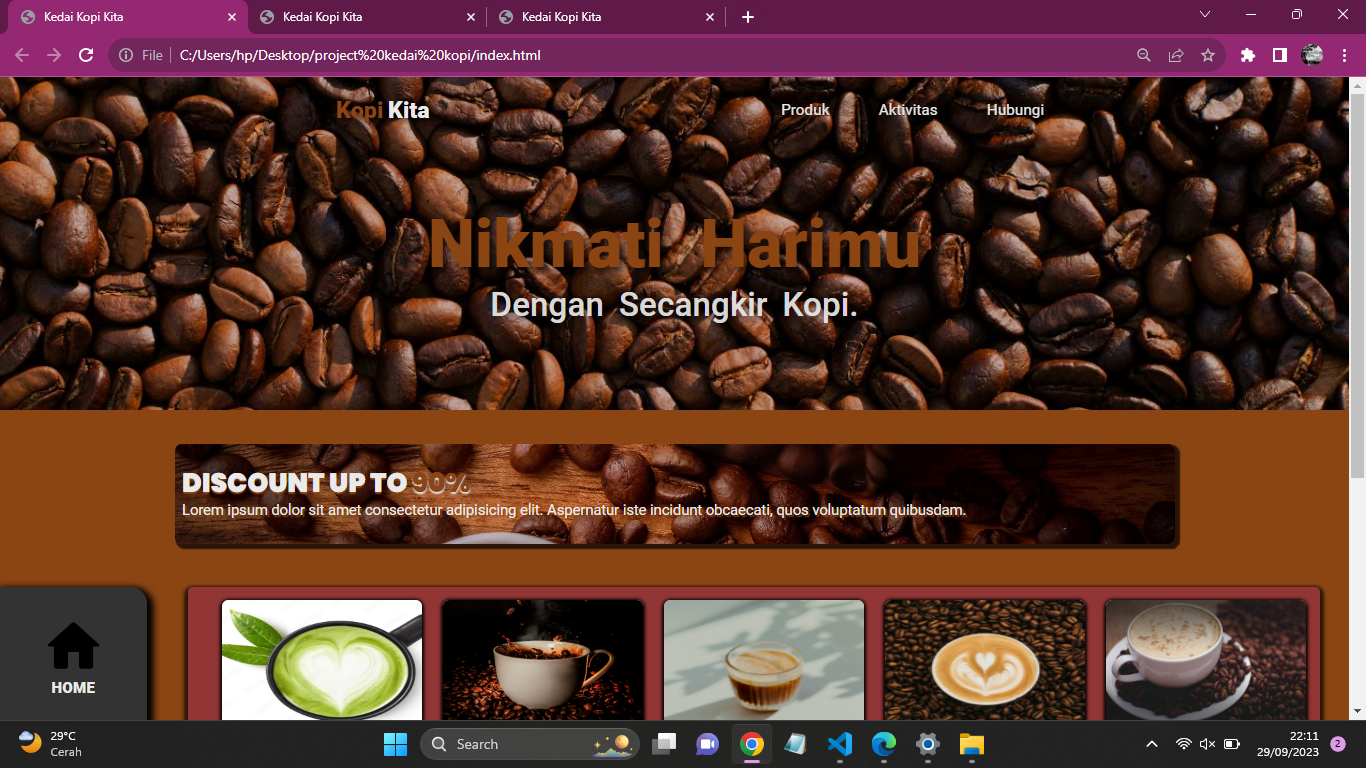 Kedai Kopi Kita
Kedai Kopi Kita
Kedai Kopi Kita
File
C:/Users/hp/Desktop/project%20kedai%20kopi/index.html
Kopi Kita
Produk
Aktivitas
Hubungi
Nikmati Harimu
Dengan Secangkir Kopi.
DISCOUNT UP TO 90%
Lorem ipsum dolor sit amet consectetur adipisicing elit. Aspernatur iste incidunt obcaecati, quos voluptatum quibusdam.
HOME
29°C
Cerah
Search
22:11
29/09/2023
2